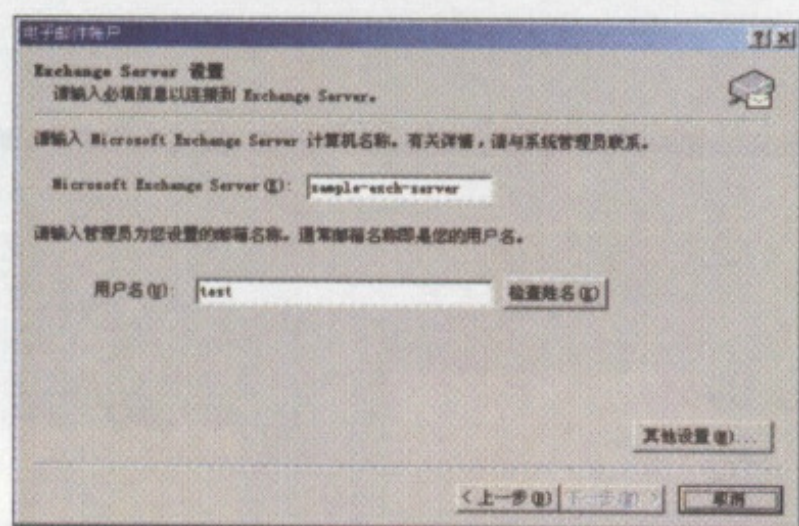 电子邮件帐户
Exchange Server 设置
请输入必填信息以连接到 Exchange Server。
请输入 Microsoft Exchange Server 计算机名称。有关详情，请与系统管理员联系。
Microsoft Exchange Server(E): sample-exch-server
请输入管理员为您设置的邮箱名称。通常邮箱名称即是您的用户名。
用户名(U): test 检查姓名(K)
其他设置(M)...
< 上一步(B) 下一步(N) > 取消